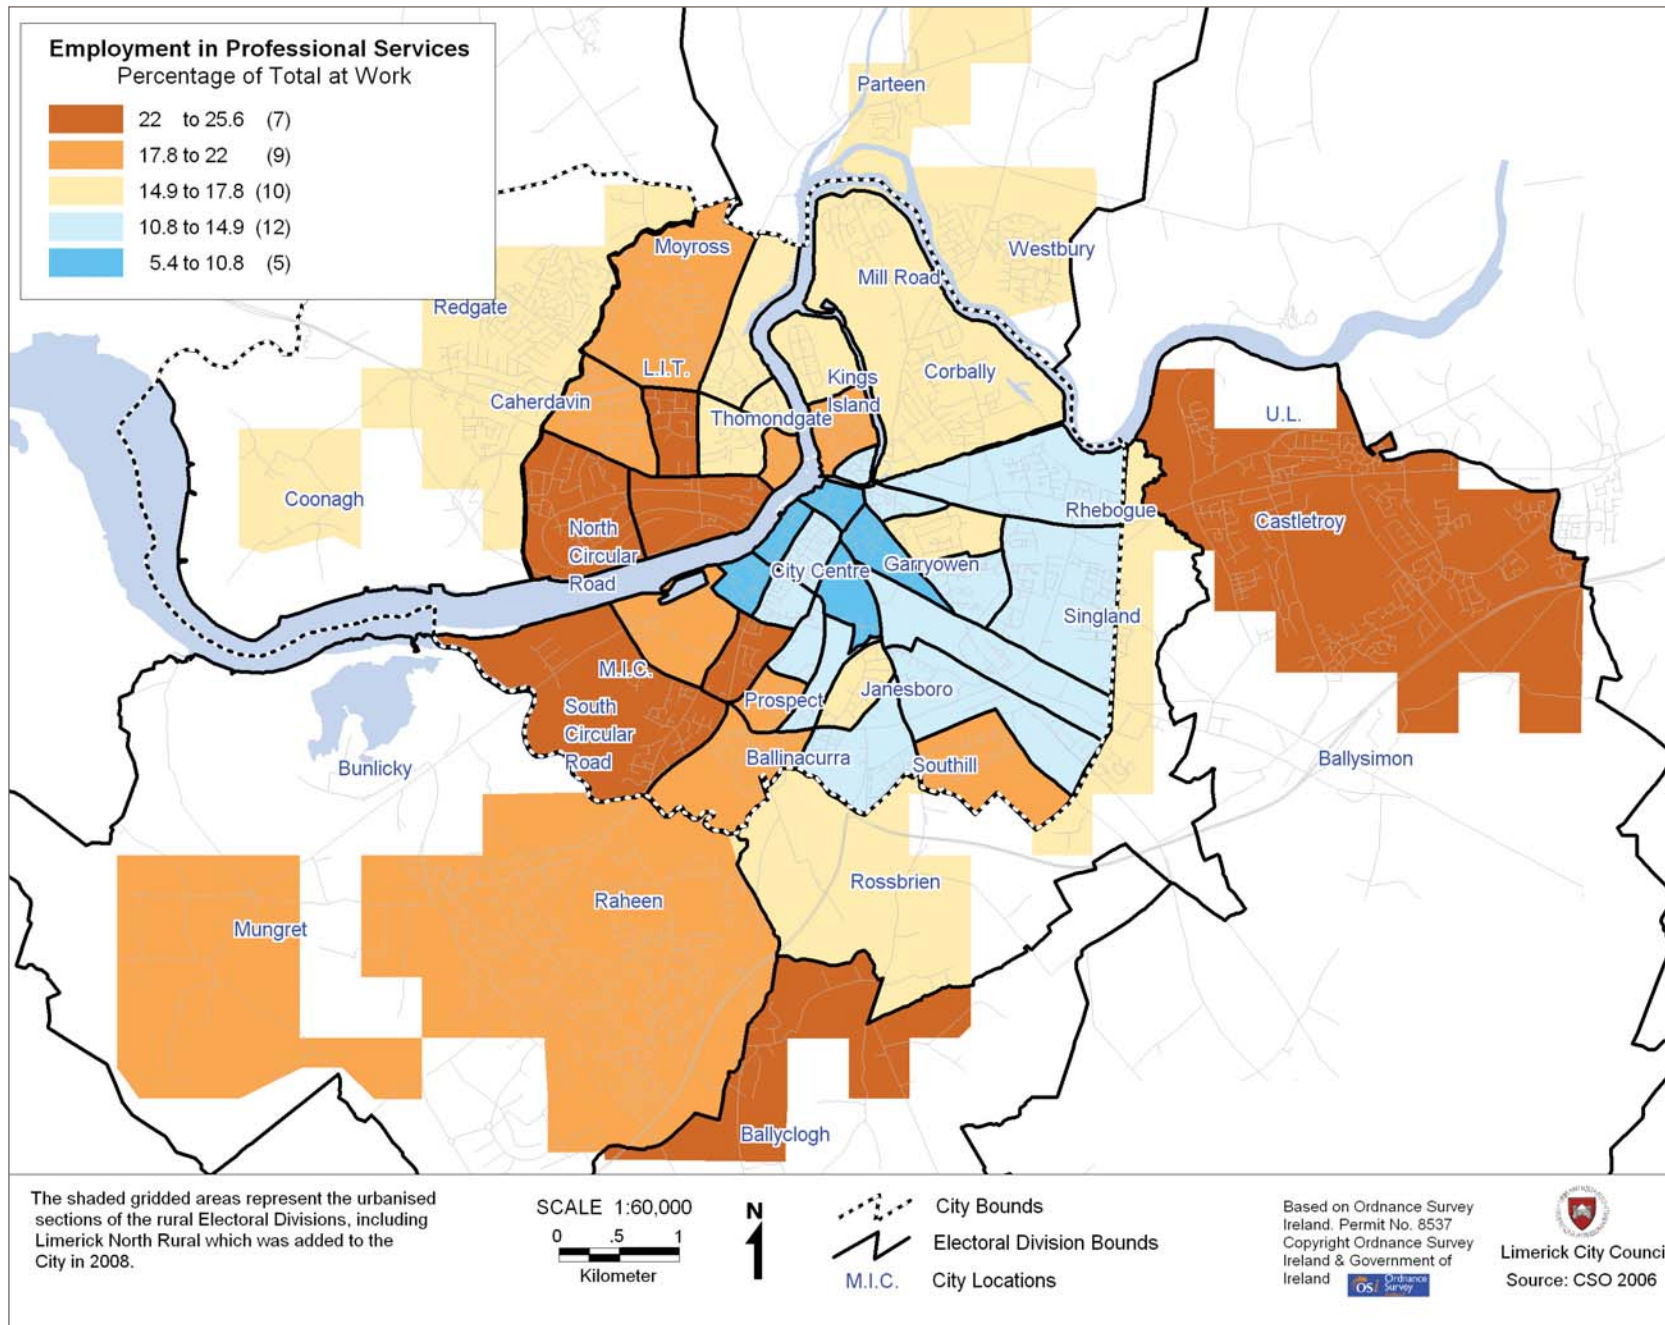 Employment in Professional Services
Percentage of Total at Work
22 to 25.6 (7)
17.8 to 22 (9)
14.9 to 17.8 (10)
10.8 to 14.9 (12)
5.4 to 10.8 (5)
Parteen
Moyross
Westbury
Mill Road
Redgate
L.I.T.
Kings
Island
Corbally
Caherdavin
Thomondgate
U.L.
Coonagh
Rhebogue
Castletroy
North
Circular
Road
City Centre
Garryowen
Singland
M.I.C.
Prospect
Janesboro
South
Circular
Road
Bunlicky
Ballinacurra
Southill
Ballysimon
Rossbrien
Raheen
Mungret
Ballyclogh
The shaded gridded areas represent the urbanised
sections of the rural Electoral Divisions, including
Limerick North Rural which was added to the
City in 2008.
SCALE 1:60,000
0 .5 1
Kilometer
N
City Bounds
Electoral Division Bounds
M.I.C. City Locations
Based on Ordnance Survey
Ireland. Permit No. 8537
Copyright Ordnance Survey
Ireland & Government of
Ireland
OSi Ordnance
Survey
Limerick City Counci
Source: CSO 2006